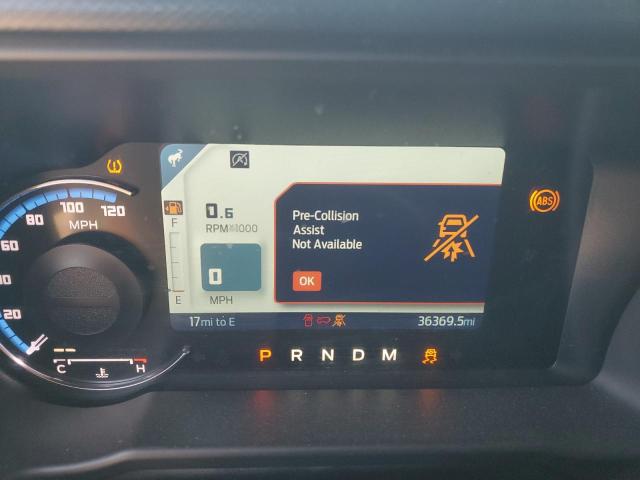 80
100
120
MPH
60
20
C
H
F
E
0.6
RPMx1000
0
MPH
Pre-Collision
Assist
Not Available
OK
17mi to E
36369.5mi
P R N D M
ABS